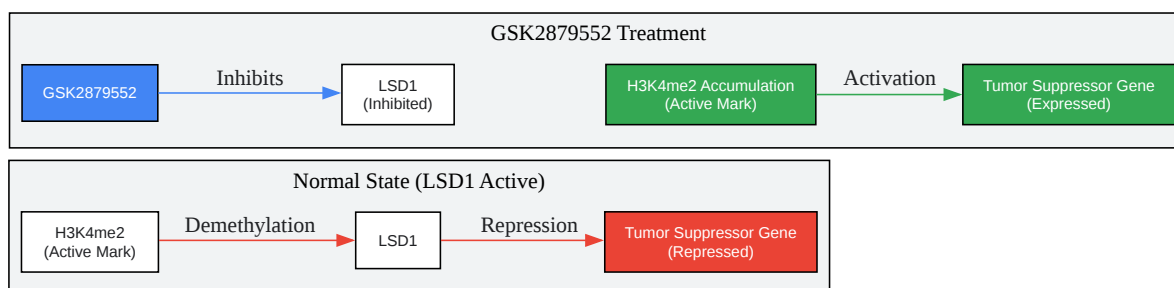 GSK2879552 Treatment
GSK2879552
Inhibits
LSD1
(Inhibited)
H3K4me2 Accumulation
(Active Mark)
Activation
Tumor Suppressor Gene
(Expressed)
Normal State (LSD1 Active)
H3K4me2
(Active Mark)
Demethylation
LSD1
Repression
Tumor Suppressor Gene
(Repressed)